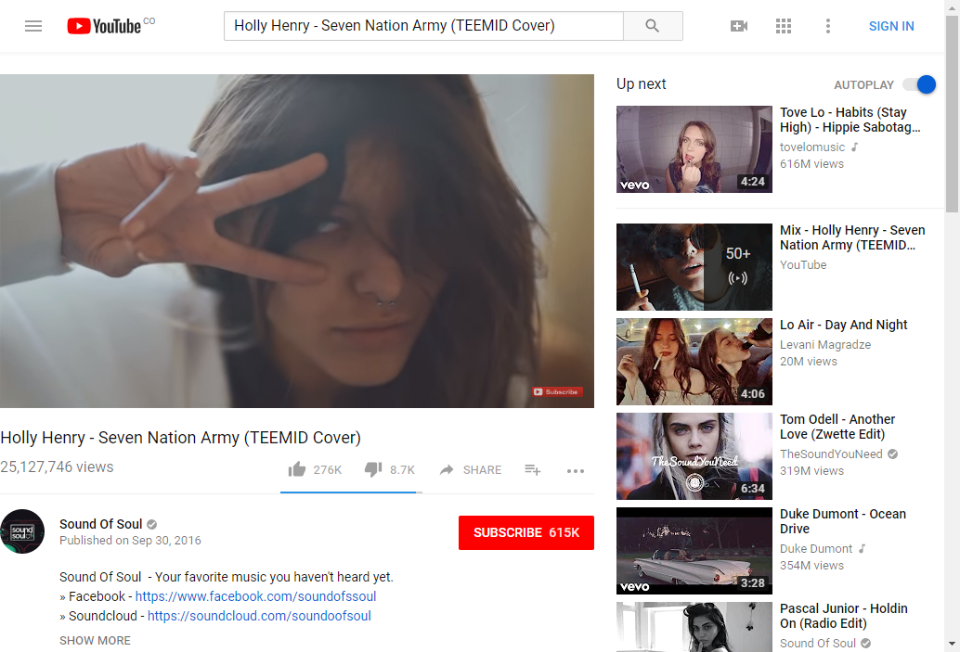 YouTube CO
Holly Henry - Seven Nation Army (TEEMID Cover)
SIGN IN
Subscribe
Holly Henry - Seven Nation Army (TEEMID Cover)
25,127,746 views
276K
8.7K
SHARE
Sound Of Soul
Published on Sep 30, 2016
SUBSCRIBE 615K
Sound Of Soul - Your favorite music you haven't heard yet.
» Facebook - https://www.facebook.com/soundofssoul
» Soundcloud - https://soundcloud.com/soundoofsoul
SHOW MORE
Up next
AUTOPLAY
vevo
4:24
Tove Lo - Habits (Stay
High) - Hippie Sabotag...
tovelomusic
616M views
50+
Mix - Holly Henry - Seven
Nation Army (TEEMID...
YouTube
4:06
Lo Air - Day And Night
Levani Magradze
20M views
TheSoundYouNeed
6:34
Tom Odell - Another
Love (Zwette Edit)
TheSoundYouNeed
319M views
vevo
3:28
Duke Dumont - Ocean
Drive
Duke Dumont
354M views
Pascal Junior - Holdin
On (Radio Edit)
Sound Of Soul